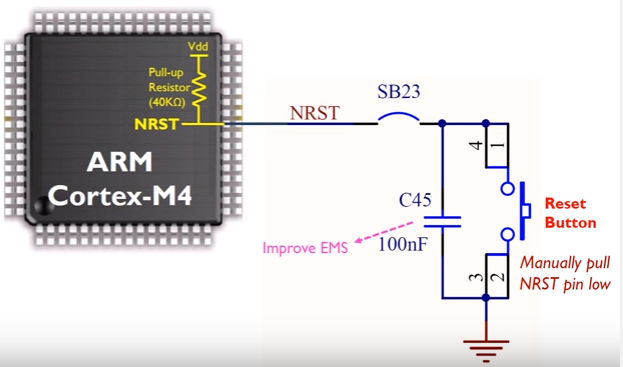 Vdd
Pull-up
Resistor
(40KΩ)
NRST
ARM
Cortex-M4
NRST
SB23
4
1
C45
100nF
Improve EMS
Reset
Button
3
2
Manually pull
NRST pin low